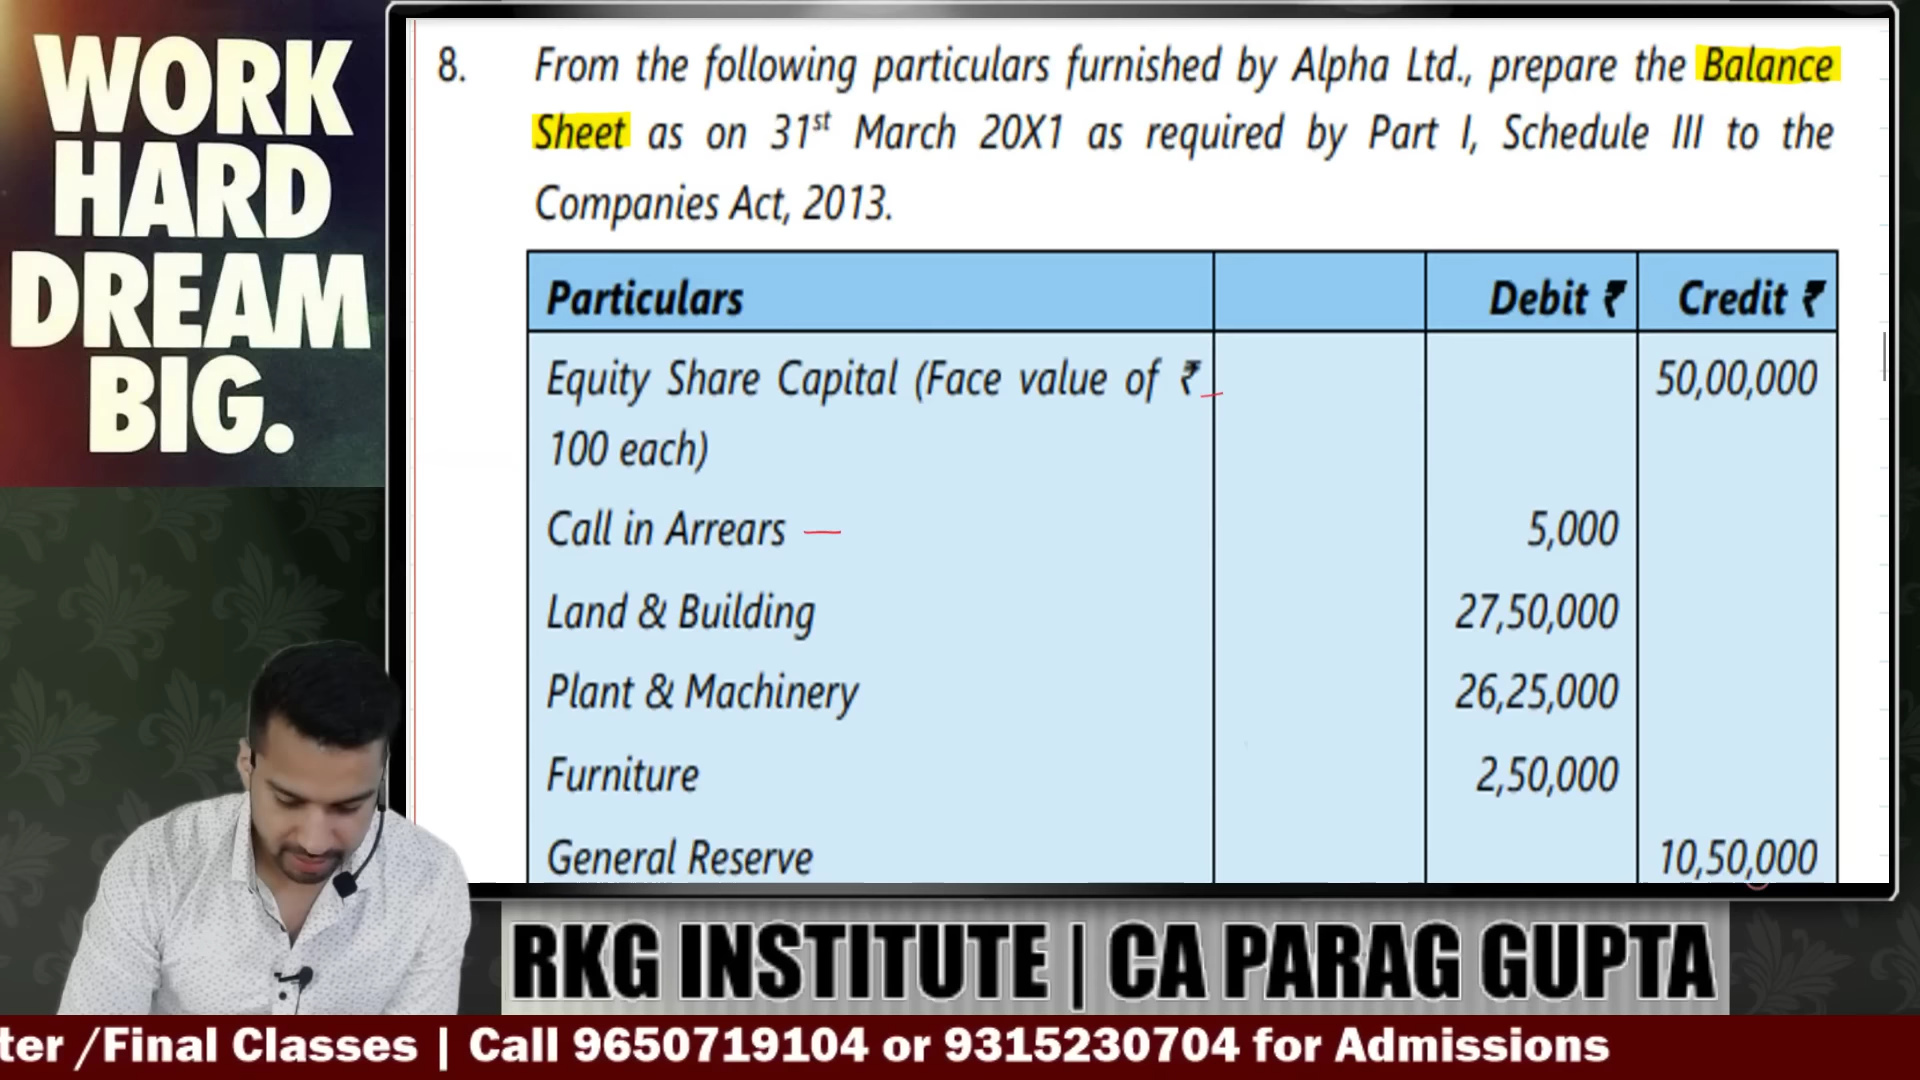 WORK
HARD
DREAM
BIG.
8. From the following particulars furnished by Alpha Ltd., prepare the Balance
Sheet as on 31st March 20X1 as required by Part I, Schedule III to the
Companies Act, 2013.
Particulars Debit ₹ Credit ₹
Equity Share Capital (Face value of ₹ 50,00,000
100 each)
Call in Arrears 5,000
Land & Building 27,50,000
Plant & Machinery 26,25,000
Furniture 2,50,000
General Reserve 10,50,000
RKG INSTITUTE | CA PARAG GUPTA
ter /Final Classes | Call 9650719104 or 9315230704 for Admissions